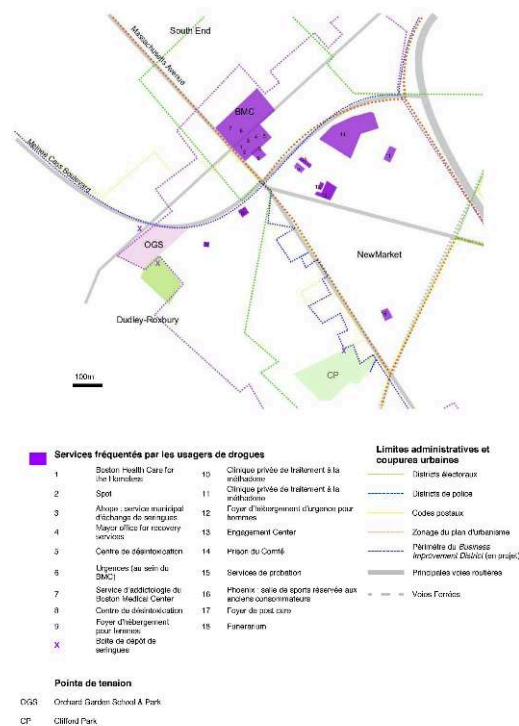 South End
Massachusetts Avenue
BMC
Melnea Cass Boulevard
X
OGS
X
NewMarket
Dudley-Roxbury
X
CP
100m
Services fréquentés par les usagers de drogues
1 Boston Health Care for
the Homeless
2 Spot
3 Ahope : service municipal
d'échange de seringues
4 Mayor office for recovery
services
5 Centre de désintoxication
6 Urgences (au sein du
BMC)
7 Service d'addictologie du
Boston Medical Center
8 Centre de désintoxication
9 Foyer d'hébergement
pour femmes
X Boîte de dépôt de
seringues
10 Clinique privée de traitement à la
méthadone
11 Clinique privée de traitement à la
méthadone
12 Foyer d'hébergement d'urgence pour
femmes
13 Engagement Center
14 Prison du Comté
15 Services de probation
16 Phoenix : salle de sports réservée aux
anciens consommateurs
17 Foyer de post cure
18 Funerarium
Limites administratives et
coupures urbaines
Districts électoraux
Districts de police
Codes postaux
Zonage du plan d'urbanisme
Périmètre du Business
Improvement District (en projet)
Principales voies routières
Voies Ferrées
Points de tension
OGS Orchard Garden School & Park
CP Clifford Park